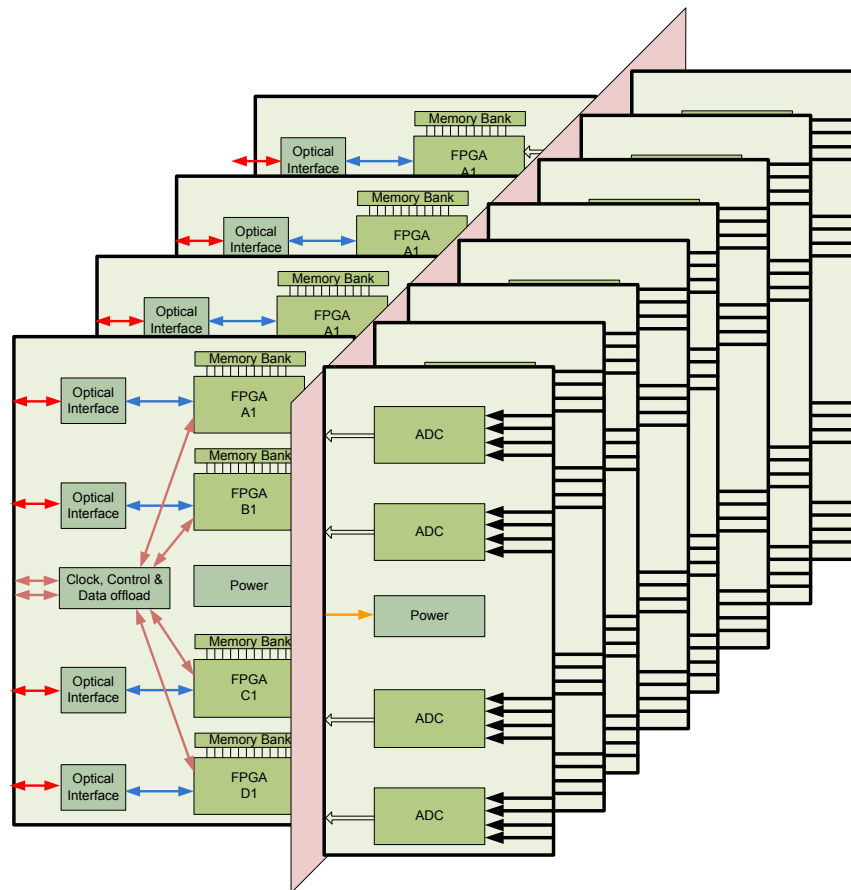 Memory Bank
Optical
Interface
FPGA
A1
Memory Bank
Optical
Interface
FPGA
A1
Memory Bank
Optical
Interface
FPGA
A1
Memory Bank
Optical
Interface
FPGA
A1
ADC
Memory Bank
Optical
Interface
FPGA
B1
ADC
Clock, Control &
Data offload
Power
Power
Memory Bank
Optical
Interface
FPGA
C1
ADC
Memory Bank
Optical
Interface
FPGA
D1
ADC